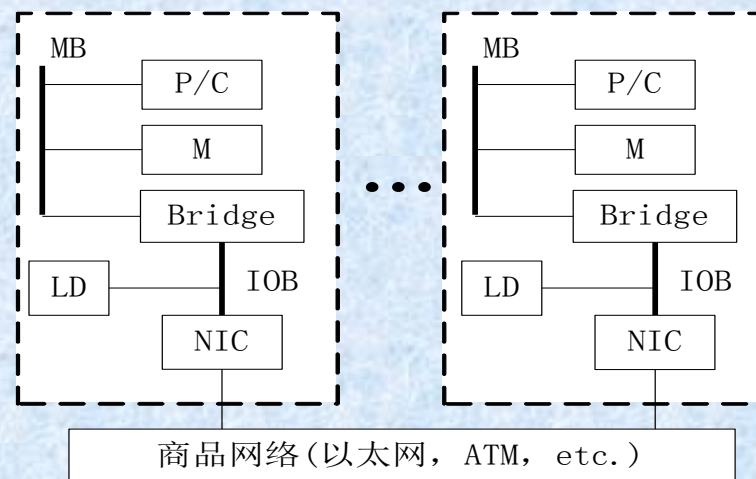 MB
P/C
M
Bridge
LD
IOB
NIC
MB
P/C
M
Bridge
LD
IOB
NIC
商品网络(以太网，ATM，etc.)